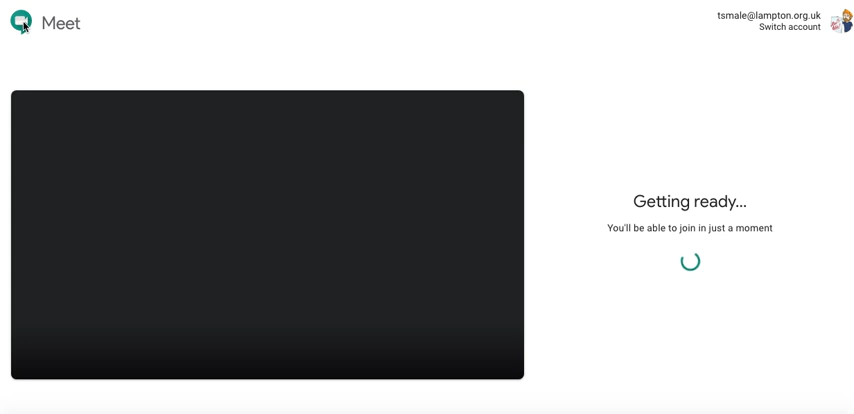 Meet
tsmale@lampton.org.uk
Switch account
Getting ready...
You'll be able to join in just a moment